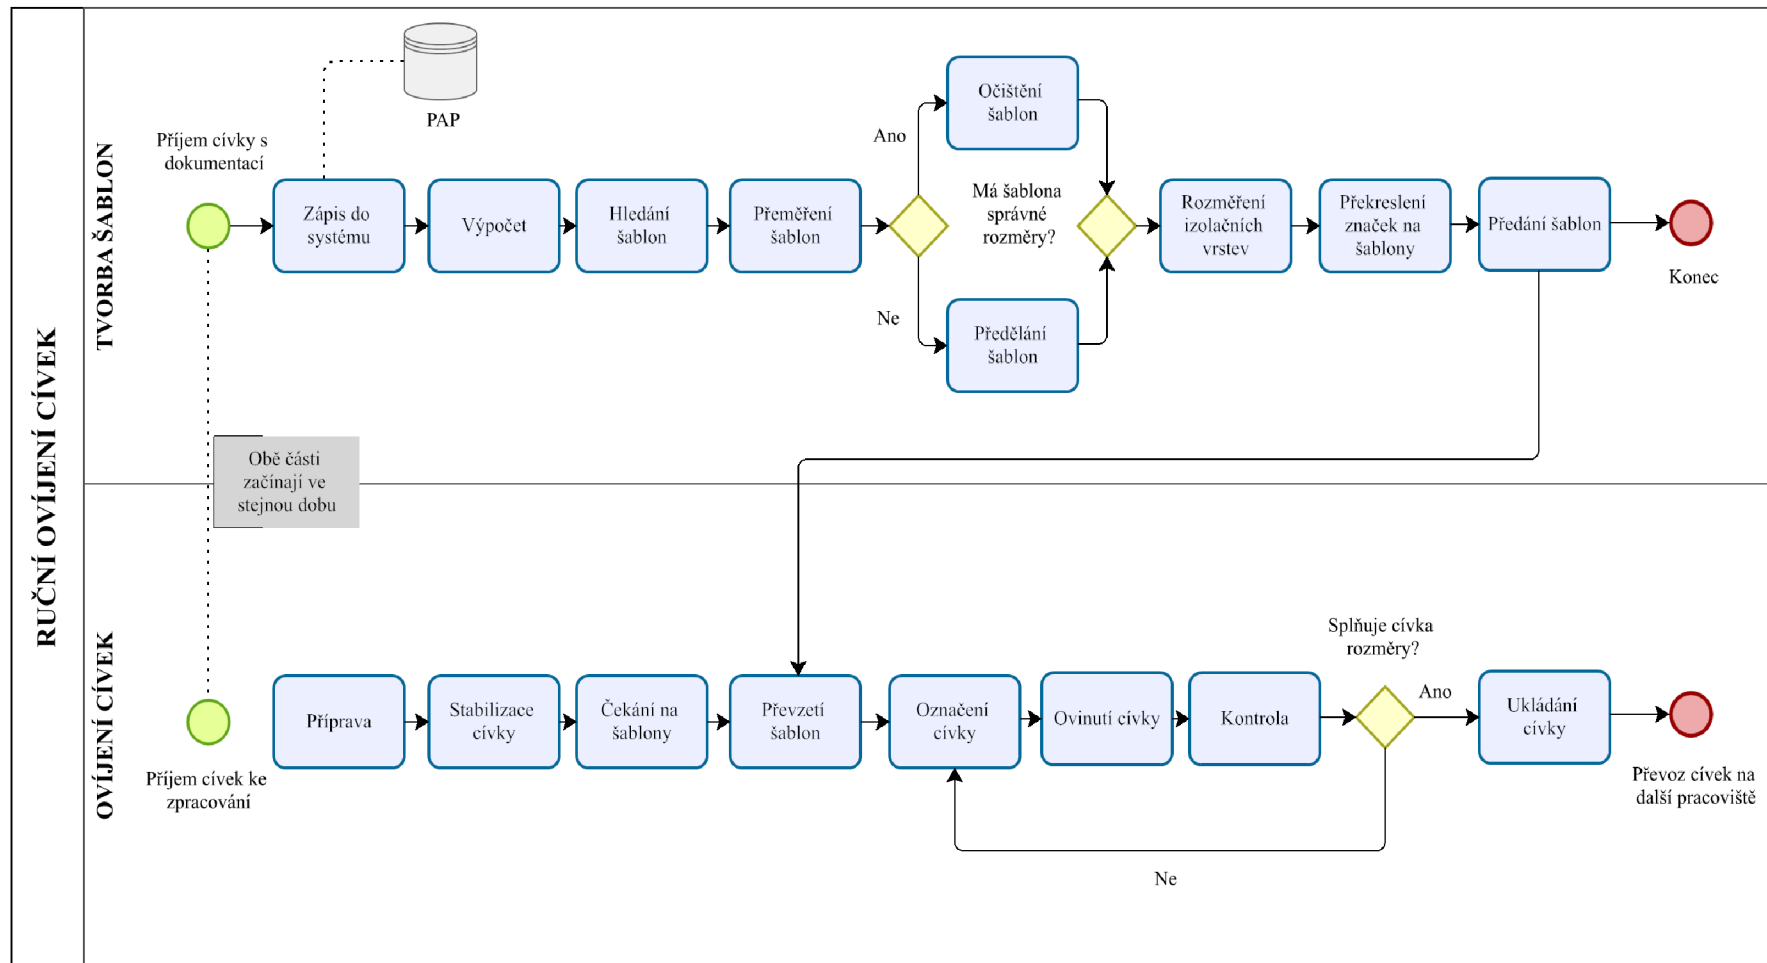 RUČNÍ OVÍJENÍ CÍVEK
TVORBA ŠABLON
PAP
Příjem cívky s
dokumentací
Zápis do
systému
Výpočet
Hledání
šablon
Přeměření
šablon
Ano
Ne
Očištění
šablon
Má šablona
správné
rozměry?
Předělání
šablon
Rozměření
izolačních
vrstev
Překreslení
značek na
šablony
Předání šablon
Konec
Obě části
začínají ve
stejnou dobu
OVÍJENÍ CÍVEK
Příjem cívek ke
zpracování
Příprava
Stabilizace
cívky
Čekání na
šablony
Převzetí
šablon
Označení
cívky
Ovinutí cívky
Kontrola
Splňuje cívka
rozměry?
Ano
Ne
Ukládání
cívky
Převoz cívek na
další pracoviště